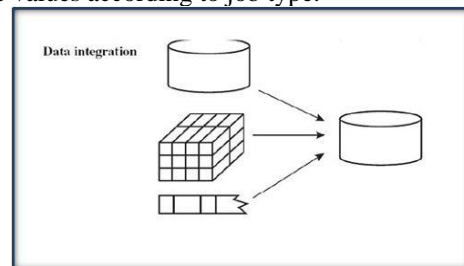 values according to job type.
Data integration